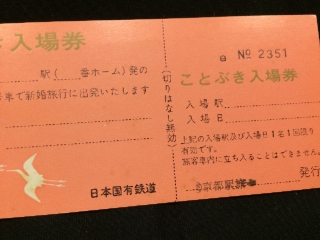 き入場券
駅(　　番ホーム)発の
車で新婚旅行に出発いたします
日本国有鉄道
(切りはなし無効)
No 2351
ことぶき入場券
入場駅
入場日
上記の入場駅及び入場日1名1回限り
有効です。
旅客車内に立ち入ることはできません。
京都駅
発行